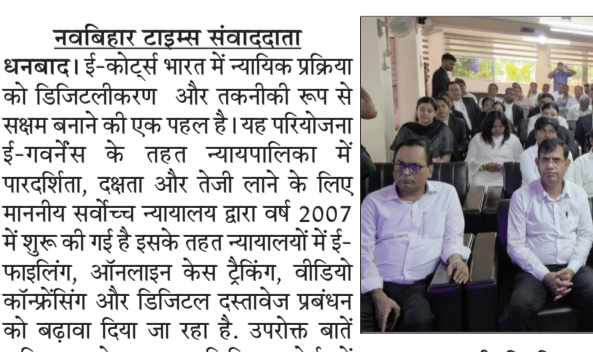 नवबिहार टाइम्स संवाददाता
धनबाद। ई-कोर्ट्स भारत में न्यायिक प्रक्रिया
को डिजिटलीकरण और तकनीकी रूप से
सक्षम बनाने की एक पहल है। यह परियोजना
ई-गवर्नेंस के तहत न्यायपालिका में
पारदर्शिता, दक्षता और तेजी लाने के लिए
माननीय सर्वोच्च न्यायालय द्वारा वर्ष 2007
में शुरू की गई है इसके तहत न्यायालयों में ई-
फाइलिंग, ऑनलाइन केस ट्रैकिंग, वीडियो
कॉन्फ्रेंसिंग और डिजिटल दस्तावेज प्रबंधन
को बढ़ावा दिया जा रहा है. उपरोक्त बातें